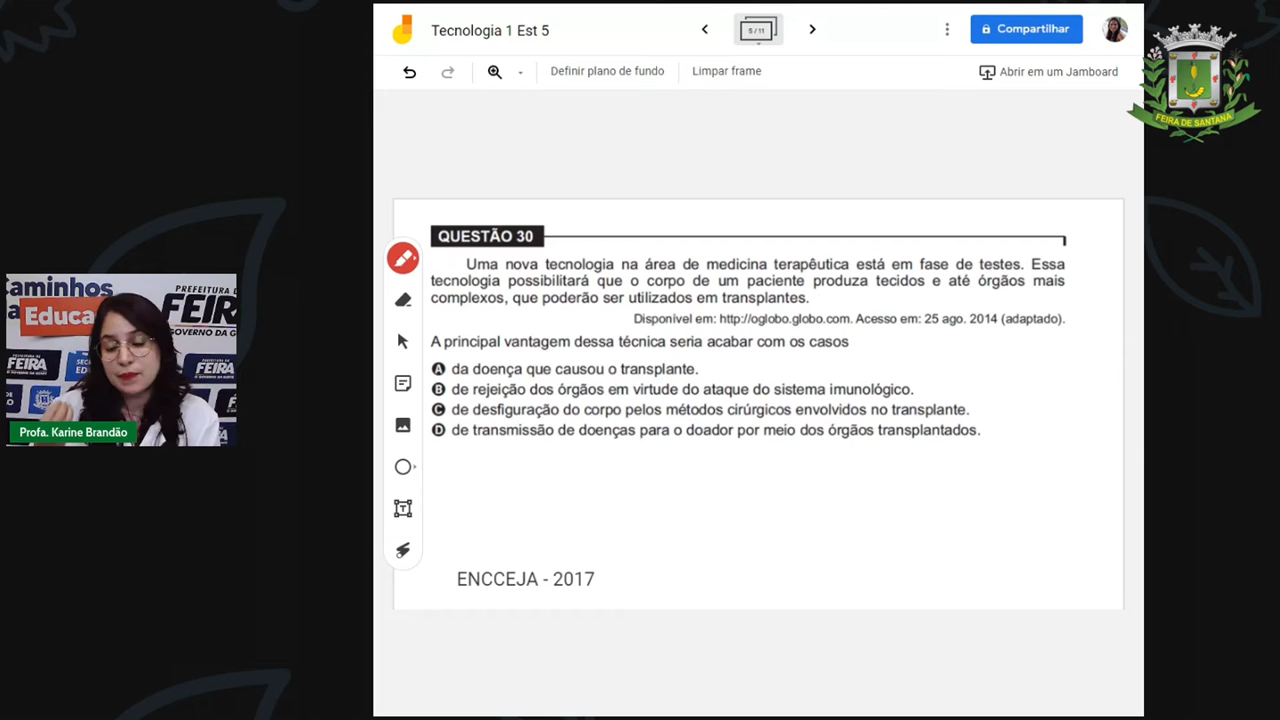 Tecnologia 1 Est 5
5 / 11
Compartilhar
Definir plano de fundo
Limpar frame
Abrir em um Jamboard
FEIRA DE SANTANA
QUESTÃO 30
Uma nova tecnologia na área de medicina terapêutica está em fase de testes. Essa
tecnologia possibilitará que o corpo de um paciente produza tecidos e até órgãos mais
complexos, que poderão ser utilizados em transplantes.
Disponível em: http://oglobo.globo.com. Acesso em: 25 ago. 2014 (adaptado).
A principal vantagem dessa técnica seria acabar com os casos
A da doença que causou o transplante.
B de rejeição dos órgãos em virtude do ataque do sistema imunológico.
C de desfiguração do corpo pelos métodos cirúrgicos envolvidos no transplante.
D de transmissão de doenças para o doador por meio dos órgãos transplantados.
ENCCEJA - 2017
aminhos
Educa
PREFEITURA D
FEIR
GOVERNO DA G
FEIRA
Profa. Karine Brandão